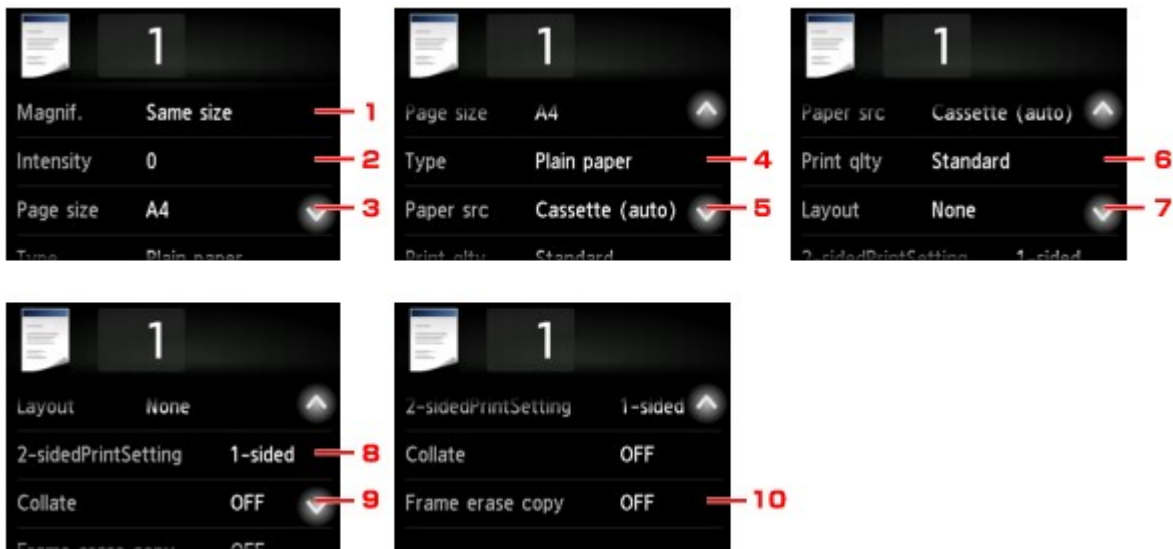 1
Magnif. Same size 1
Intensity 0 2
Page size A4 3
Type Plain paper
1
Page size A4
Type Plain paper 4
Paper src Cassette (auto) 5
Print qlty Standard
1
Paper src Cassette (auto)
Print qlty Standard 6
Layout None 7
2-sidedPrintSetting 1-sided
1
Layout None
2-sidedPrintSetting 1-sided 8
Collate OFF 9
Frame erase copy OFF
1
2-sidedPrintSetting 1-sided
Collate OFF
Frame erase copy OFF 10